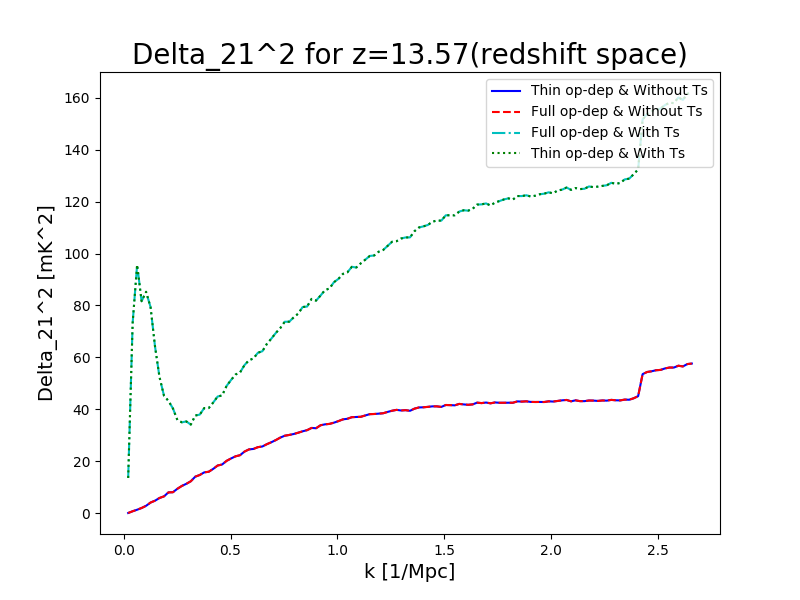 Delta_21^2 for z=13.57(redshift space)
Thin op-dep & Without Ts
Full op-dep & Without Ts
Full op-dep & With Ts
Thin op-dep & With Ts
Delta_21^2 [mK^2]
160
140
120
100
80
60
40
20
0
0.0 0.5 1.0 1.5 2.0 2.5
k [1/Mpc]